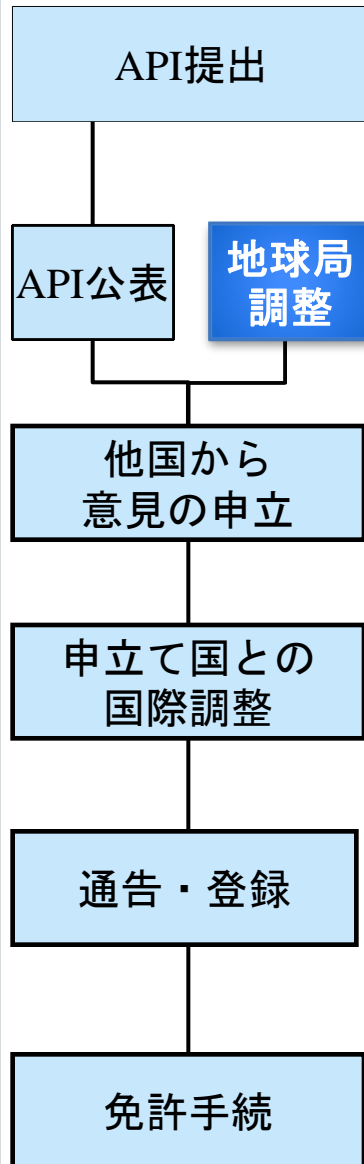 API提出
API公表
地球局
調整
他国から
意見の申立
申立て国との
国際調整
通告・登録
免許手続